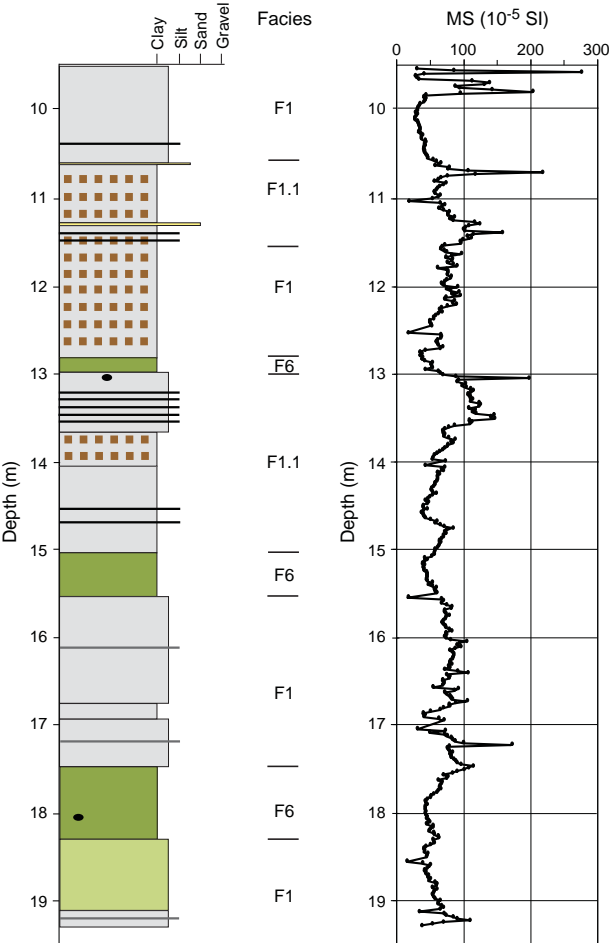 Clay
Silt
Sand
Gravel
Facies
MS (10-5 SI)
0 100 200 300
10
F1
10
11
F1.1
11
12
F1
12
F6
13
13
14
F1.1
14
Depth (m)
Depth (m)
15
15
F6
16
16
F1
17
17
18
F6
18
19
F1
19